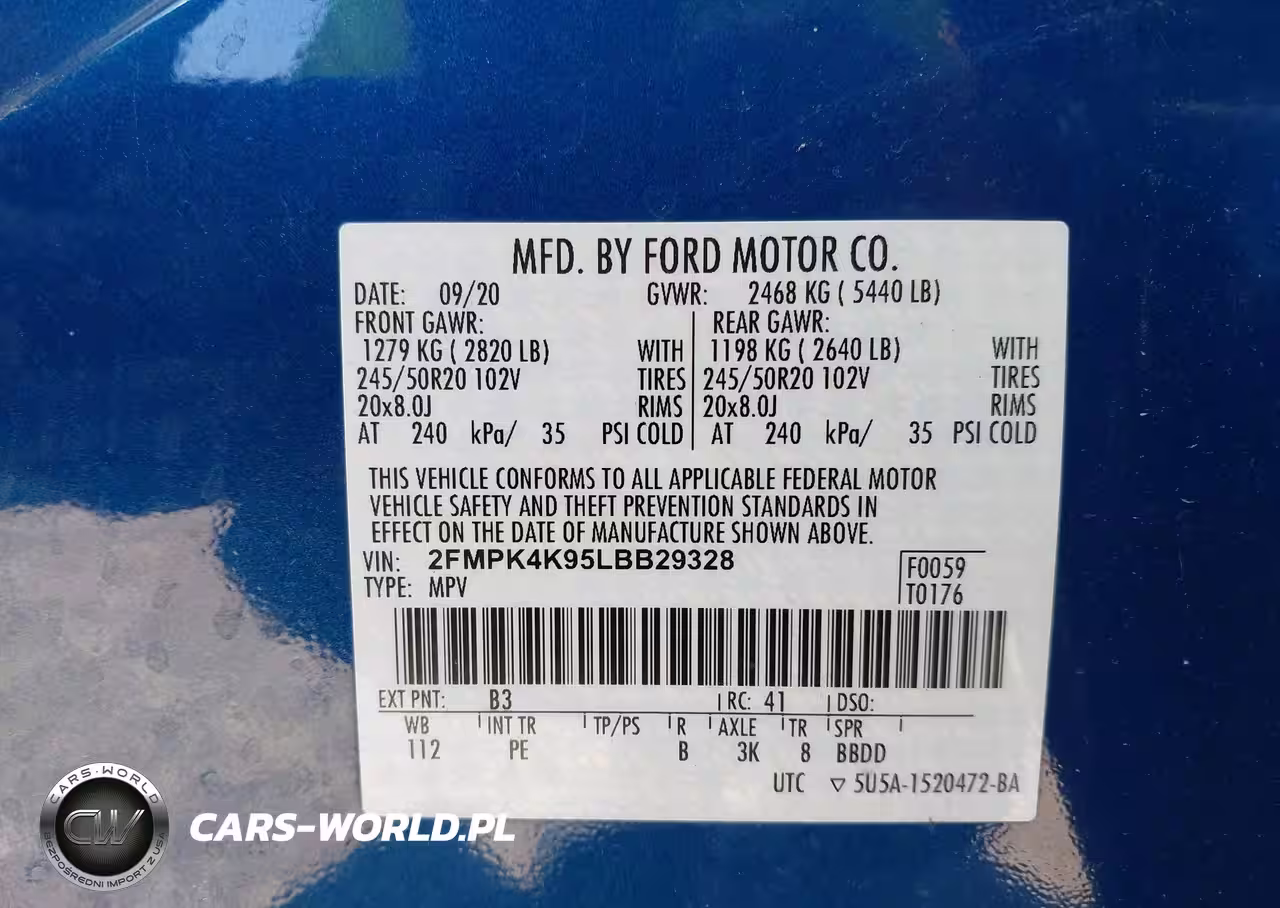 MFD. BY FORD MOTOR CO.
DATE: 09/20 GVWR: 2468 KG ( 5440 LB)
FRONT GAWR: REAR GAWR:
1279 KG ( 2820 LB) WITH 1198 KG ( 2640 LB) WITH
245/50R20 102V TIRES 245/50R20 102V TIRES
20x8.0J RIMS 20x8.0J RIMS
AT 240 kPa/ 35 PSI COLD AT 240 kPa/ 35 PSI COLD
THIS VEHICLE CONFORMS TO ALL APPLICABLE FEDERAL MOTOR
VEHICLE SAFETY AND THEFT PREVENTION STANDARDS IN
EFFECT ON THE DATE OF MANUFACTURE SHOWN ABOVE.
VIN: 2FMPK4K95LBB29328
F0059
TYPE: MPV
T0176
EXT PNT: B3 RC: 41 DSO:
WB INT TR TP/PS R AXLE TR SPR
112 PE B 3K 8 BBDD
UTC ▽ 5U5A-1520472-BA
CARS-WORLD
CW
BEZPOŚREDNI IMPORT Z USA
CARS-WORLD.PL